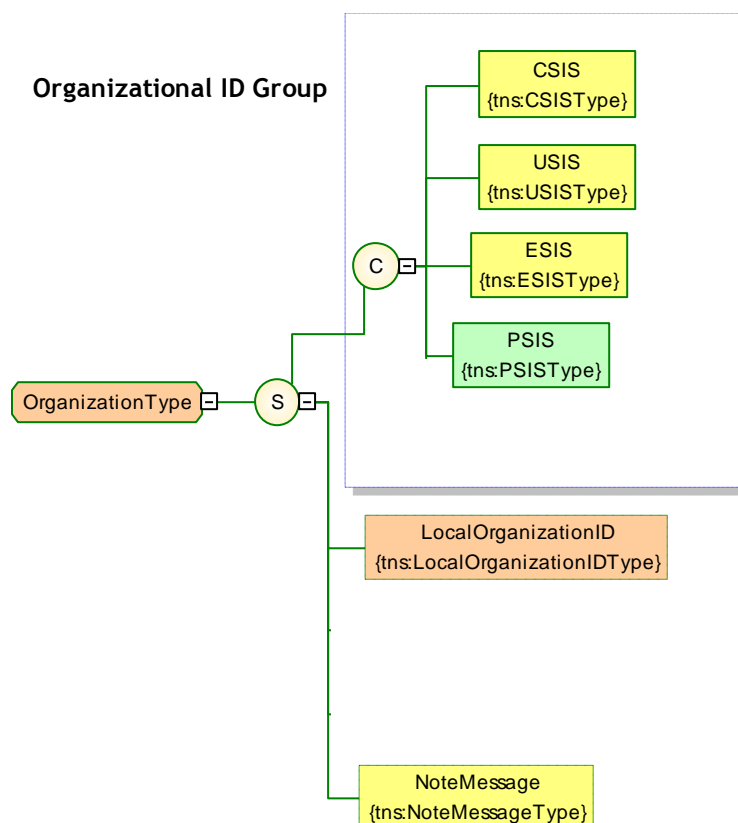 Organizational ID Group
CSIS
{tns:CSISType}
USIS
{tns:USISType}
ESIS
{tns:ESISType}
C
PSIS
{tns:PSISType}
OrganizationType
S
LocalOrganizationID
{tns:LocalOrganizationIDType}
NoteMessage
{tns:NoteMessageType}